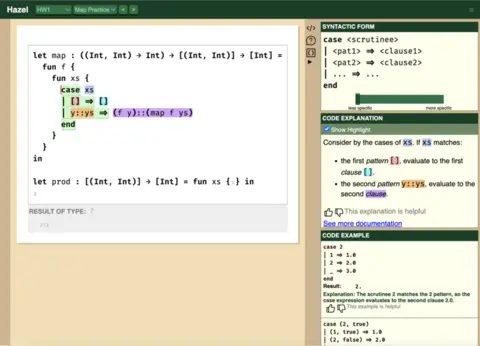 Hazel HW1 Map Practice < >
let map : ((Int, Int) → Int) → [(Int, Int)] → [Int] =
fun f {
fun xs {
case xs
| [] ⇒ []
| y::ys ⇒ (f y)::(map f ys)
end
}
}
in
let prod : [(Int, Int)] → [Int] = fun xs { } in
RESULT OF TYPE: ?
SYNTACTIC FORM
case <scrutinee>
| <pat1> ⇒ <clause1>
| <pat2> ⇒ <clause2>
| ... ⇒ ...
end
less specific more specific
CODE EXPLANATION
Show Highlight
Consider by the cases of xs. If xs matches:
• the first pattern [], evaluate to the first
clause [].
• the second pattern y::ys, evaluate to the
second clause.
This explanation is helpful
See more documentation
CODE EXAMPLE
case 2
| 1 ⇒ 1.0
| 2 ⇒ 2.0
| _ ⇒ 3.0
end
Result: 2.
Explanation: The scrutinee 2 matches the 2 pattern, so the
case expression evaluates to the second clause 2.0.
This example is helpful
case (2, true)
| (1, true) ⇒ 1.0
| (2, false) ⇒ 2.0